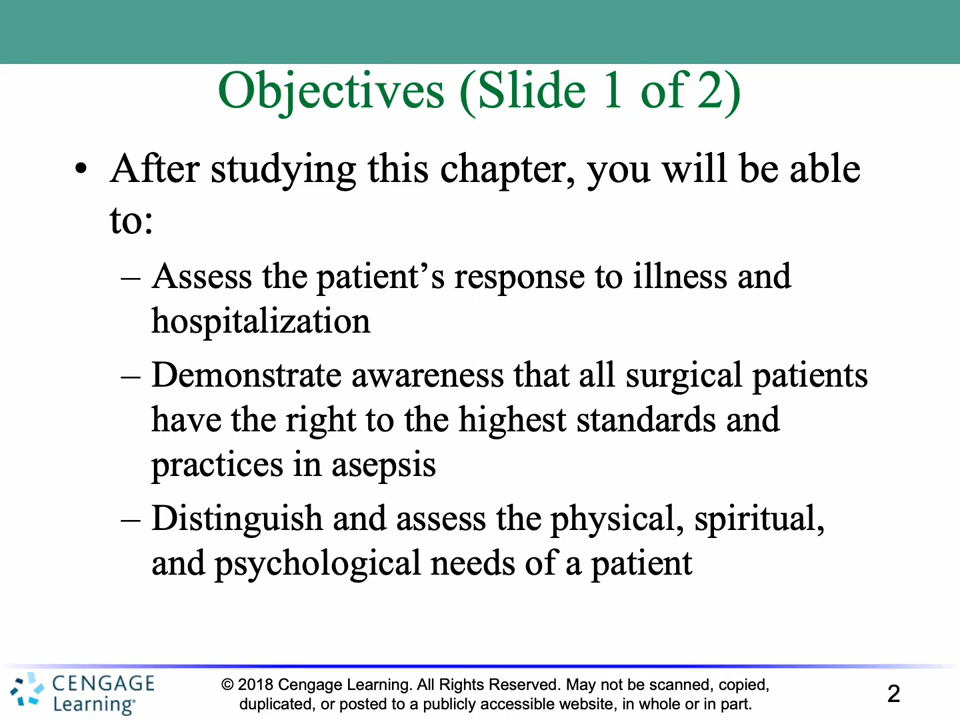 Objectives (Slide 1 of 2)
• After studying this chapter, you will be able
to:
– Assess the patient’s response to illness and
hospitalization
– Demonstrate awareness that all surgical patients
have the right to the highest standards and
practices in asepsis
– Distinguish and assess the physical, spiritual,
and psychological needs of a patient
CENGAGE
Learning®
© 2018 Cengage Learning. All Rights Reserved. May not be scanned, copied,
duplicated, or posted to a publicly accessible website, in whole or in part.
2